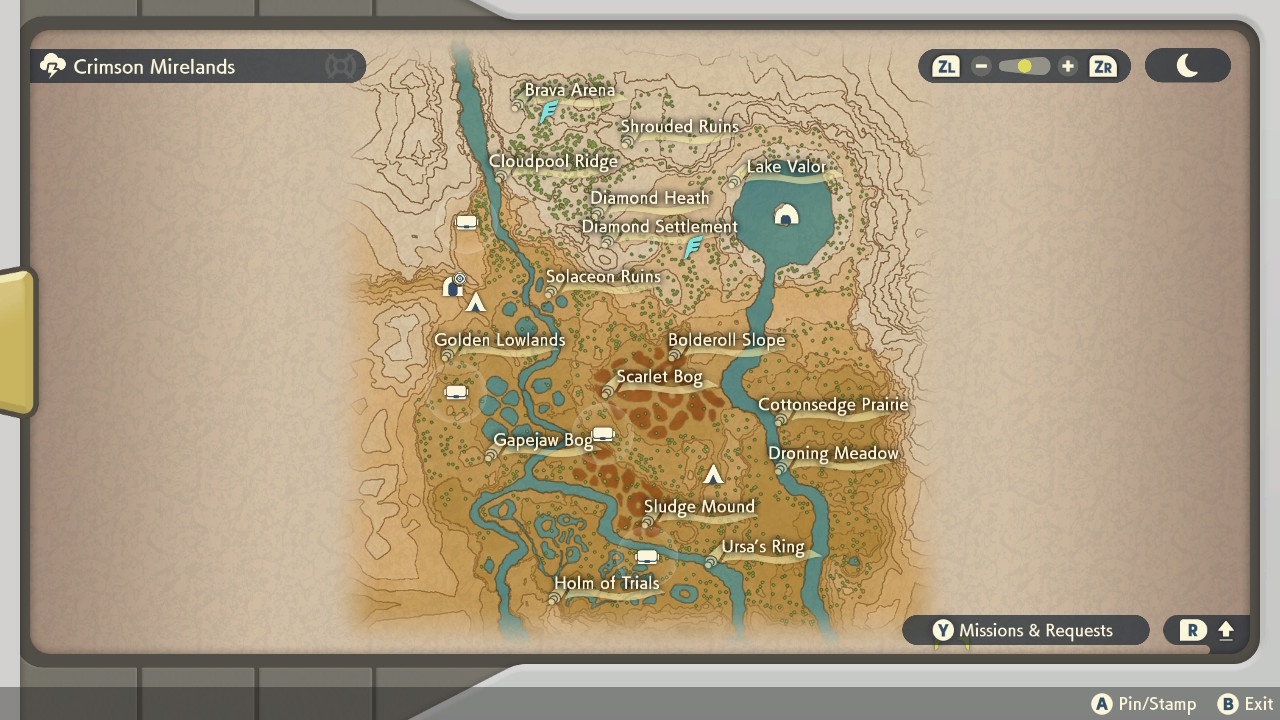 Crimson Mirelands
ZL
ZR
Brava Arena
Shrouded Ruins
Cloudpool Ridge
Lake Valor
Diamond Heath
Diamond Settlement
Solaceon Ruins
Golden Lowlands
Bolderoll Slope
Scarlet Bog
Cottonsedge Prairie
Gapejaw Bog
Droning Meadow
Sludge Mound
Ursa's Ring
Holm of Trials
Y Missions & Requests
R
A Pin/Stamp
B Exit